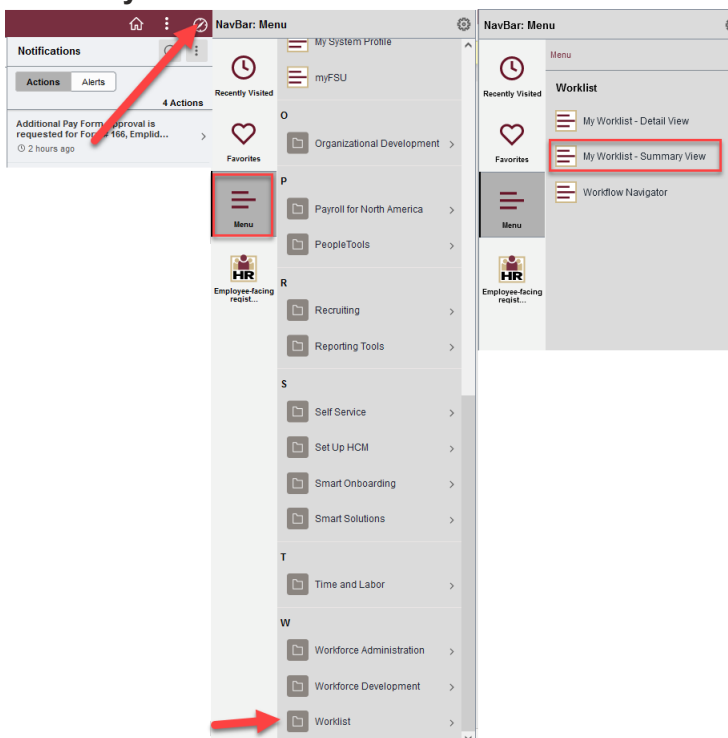 NavBar: Menu
NavBar: Menu
Notifications
Actions
Alerts
4 Actions
Additional Pay Form Approval is
requested for Form# 166, Emplid...
2 hours ago
Recently Visited
Favorites
Menu
HR
Employee-facing
regist...
My System Profile
myFSU
O
Organizational Development
P
Payroll for North America
PeopleTools
R
Recruiting
Reporting Tools
S
Self Service
Set Up HCM
Smart Onboarding
Smart Solutions
T
Time and Labor
W
Workforce Administration
Workforce Development
Worklist
Recently Visited
Favorites
Menu
HR
Employee-facing
regist...
Menu
Worklist
My Worklist - Detail View
My Worklist - Summary View
Workflow Navigator